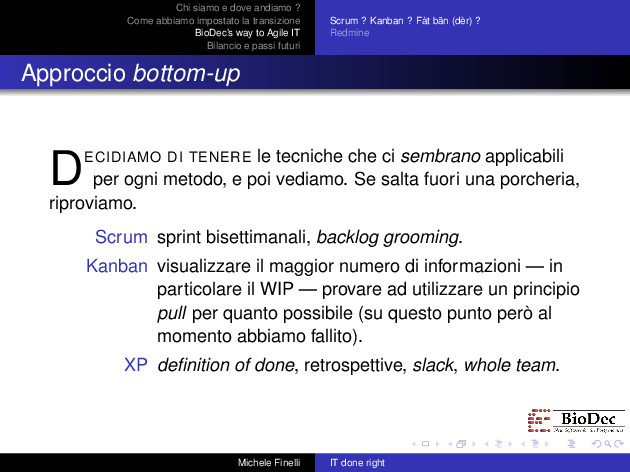 Chi siamo e dove andiamo ?
Come abbiamo impostato la transizione
BioDec's way to Agile IT
Bilancio e passi futuri
Scrum ? Kanban ? Fât bân (dèr) ?
Redmine
Approccio bottom-up
DECIDIAMO DI TENERE le tecniche che ci sembrano applicabili
per ogni metodo, e poi vediamo. Se salta fuori una porcheria,
riproviamo.
Scrum sprint bisettimanali, backlog grooming.
Kanban visualizzare il maggior numero di informazioni — in
particolare il WIP — provare ad utilizzare un principio
pull per quanto possibile (su questo punto però al
momento abbiamo fallito).
XP definition of done, retrospettive, slack, whole team.
BioDec
Michele Finelli
IT done right